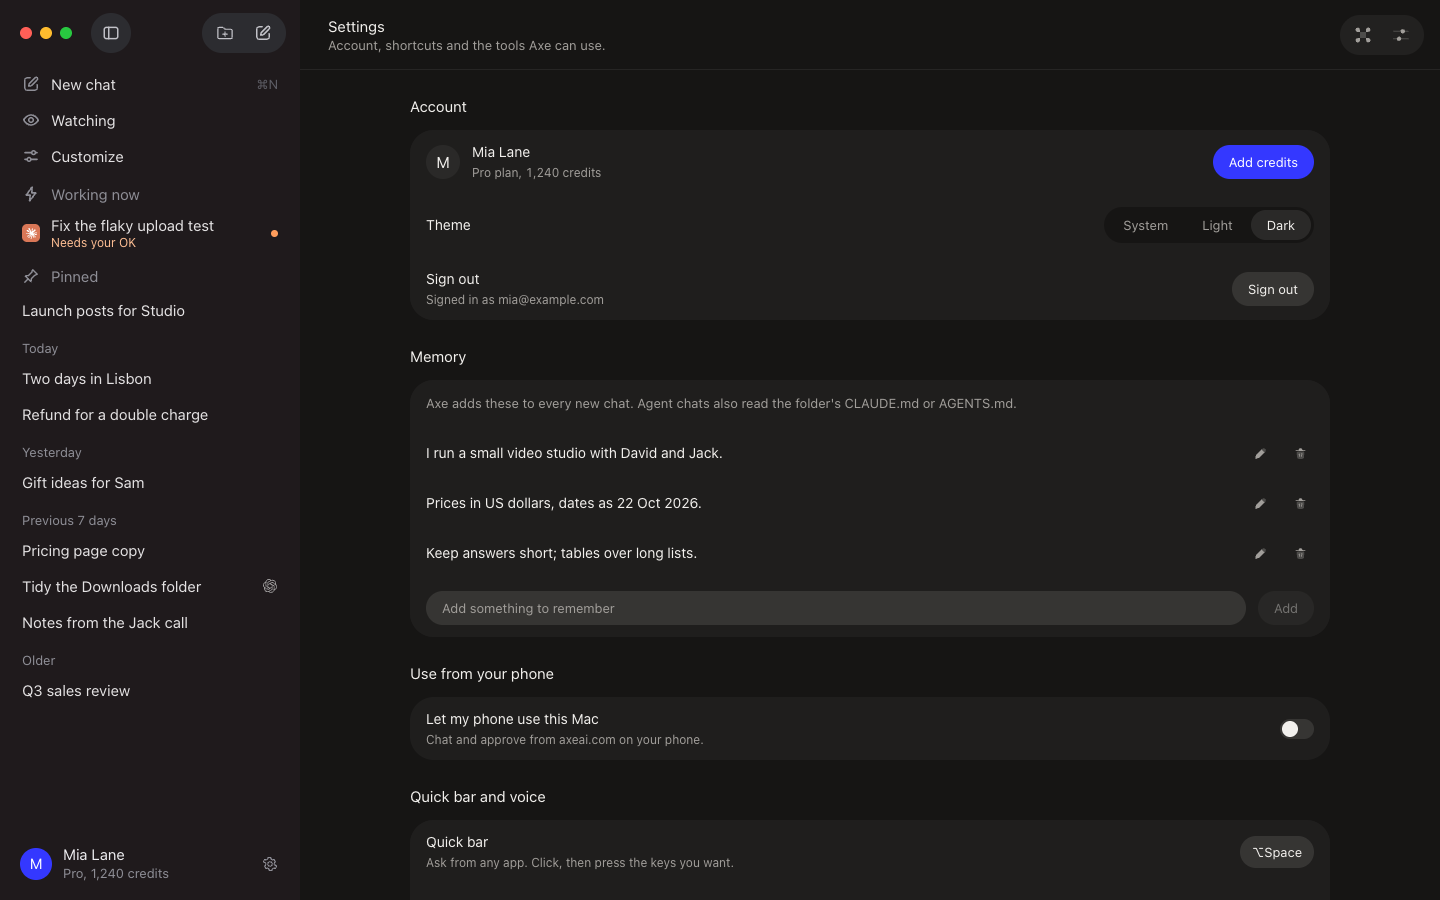 New chat
⌘N
Watching
Customize
Working now
Fix the flaky upload test
Needs your OK
Pinned
Launch posts for Studio
Today
Two days in Lisbon
Refund for a double charge
Yesterday
Gift ideas for Sam
Previous 7 days
Pricing page copy
Tidy the Downloads folder
Notes from the Jack call
Older
Q3 sales review
M
Mia Lane
Pro, 1,240 credits
Settings
Account, shortcuts and the tools Axe can use.
Account
M
Mia Lane
Pro plan, 1,240 credits
Add credits
Theme
System
Light
Dark
Sign out
Signed in as mia@example.com
Sign out
Memory
Axe adds these to every new chat. Agent chats also read the folder's CLAUDE.md or AGENTS.md.
I run a small video studio with David and Jack.
Prices in US dollars, dates as 22 Oct 2026.
Keep answers short; tables over long lists.
Add something to remember
Add
Use from your phone
Let my phone use this Mac
Chat and approve from axeai.com on your phone.
Quick bar and voice
Quick bar
Ask from any app. Click, then press the keys you want.
⌥Space